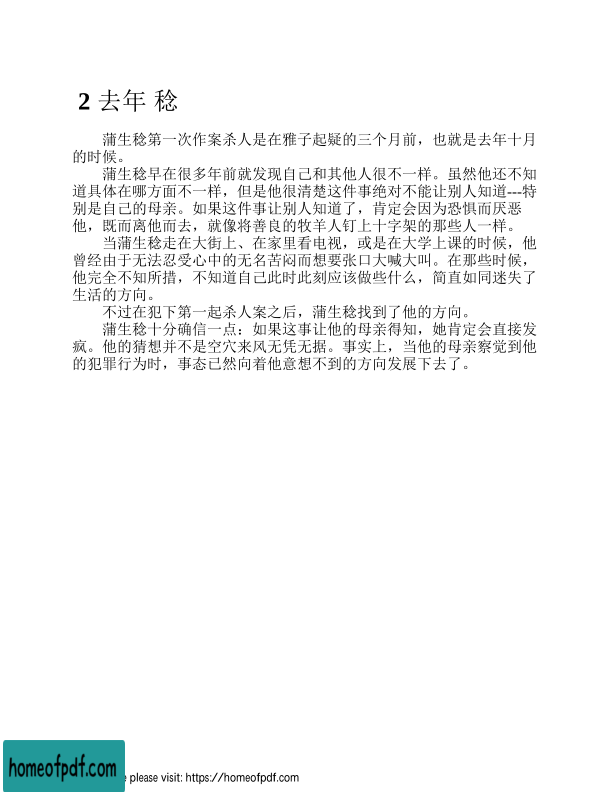 2 去年 稔
蒲生稔第一次作案杀人是在雅子起疑的三个月前，也就是去年十月
的时候。
蒲生稔早在很多年前就发现自己和其他人很不一样。虽然他还不知
道具体在哪方面不一样，但是他很清楚这件事绝对不能让别人知道---特
别是自己的母亲。如果这件事让别人知道了，肯定会因为恐惧而厌恶
他，既而离他而去，就像将善良的牧羊人钉上十字架的那些人一样。
当蒲生稔走在大街上、在家里看电视，或是在大学上课的时候，他
曾经由于无法忍受心中的无名苦闷而想要张口大喊大叫。在那些时候，
他完全不知所措，不知道自己此时此刻应该做些什么，简直如同迷失了
生活的方向。
不过在犯下第一起杀人案之后，蒲生稔找到了他的方向。
蒲生稔十分确信一点：如果这事让他的母亲得知，她肯定会直接发
疯。他的猜想并不是空穴来风无凭无据。事实上，当他的母亲察觉到他
的犯罪行为时，事态已然向着他意想不到的方向发展下去了。
homeofpdf.com
please visit: https://homeofpdf.com